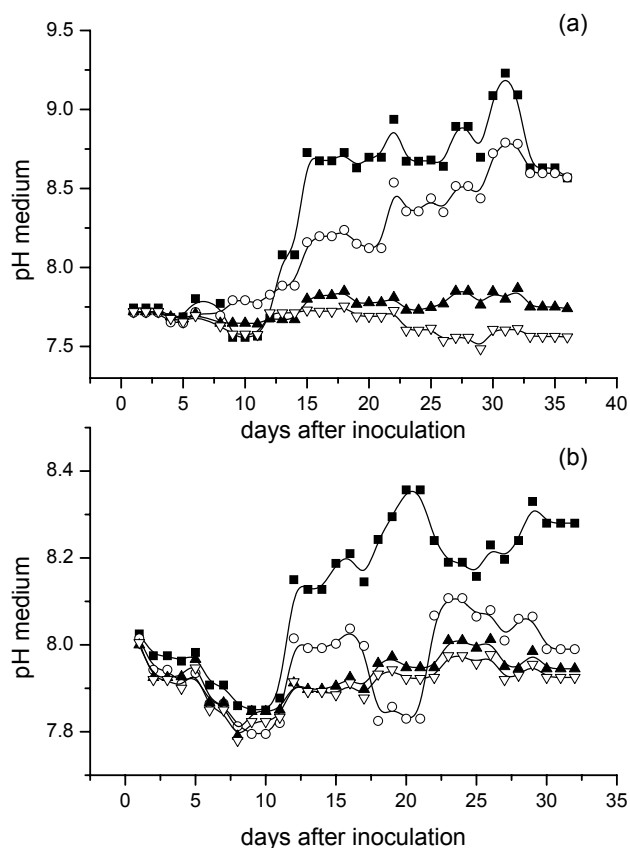 (a)
9.5
9.0
8.5
8.0
7.5
pH medium
0 5 10 15 20 25 30 35 40
days after inoculation
(b)
8.4
8.2
8.0
7.8
pH medium
0 5 10 15 20 25 30 35
days after inoculation